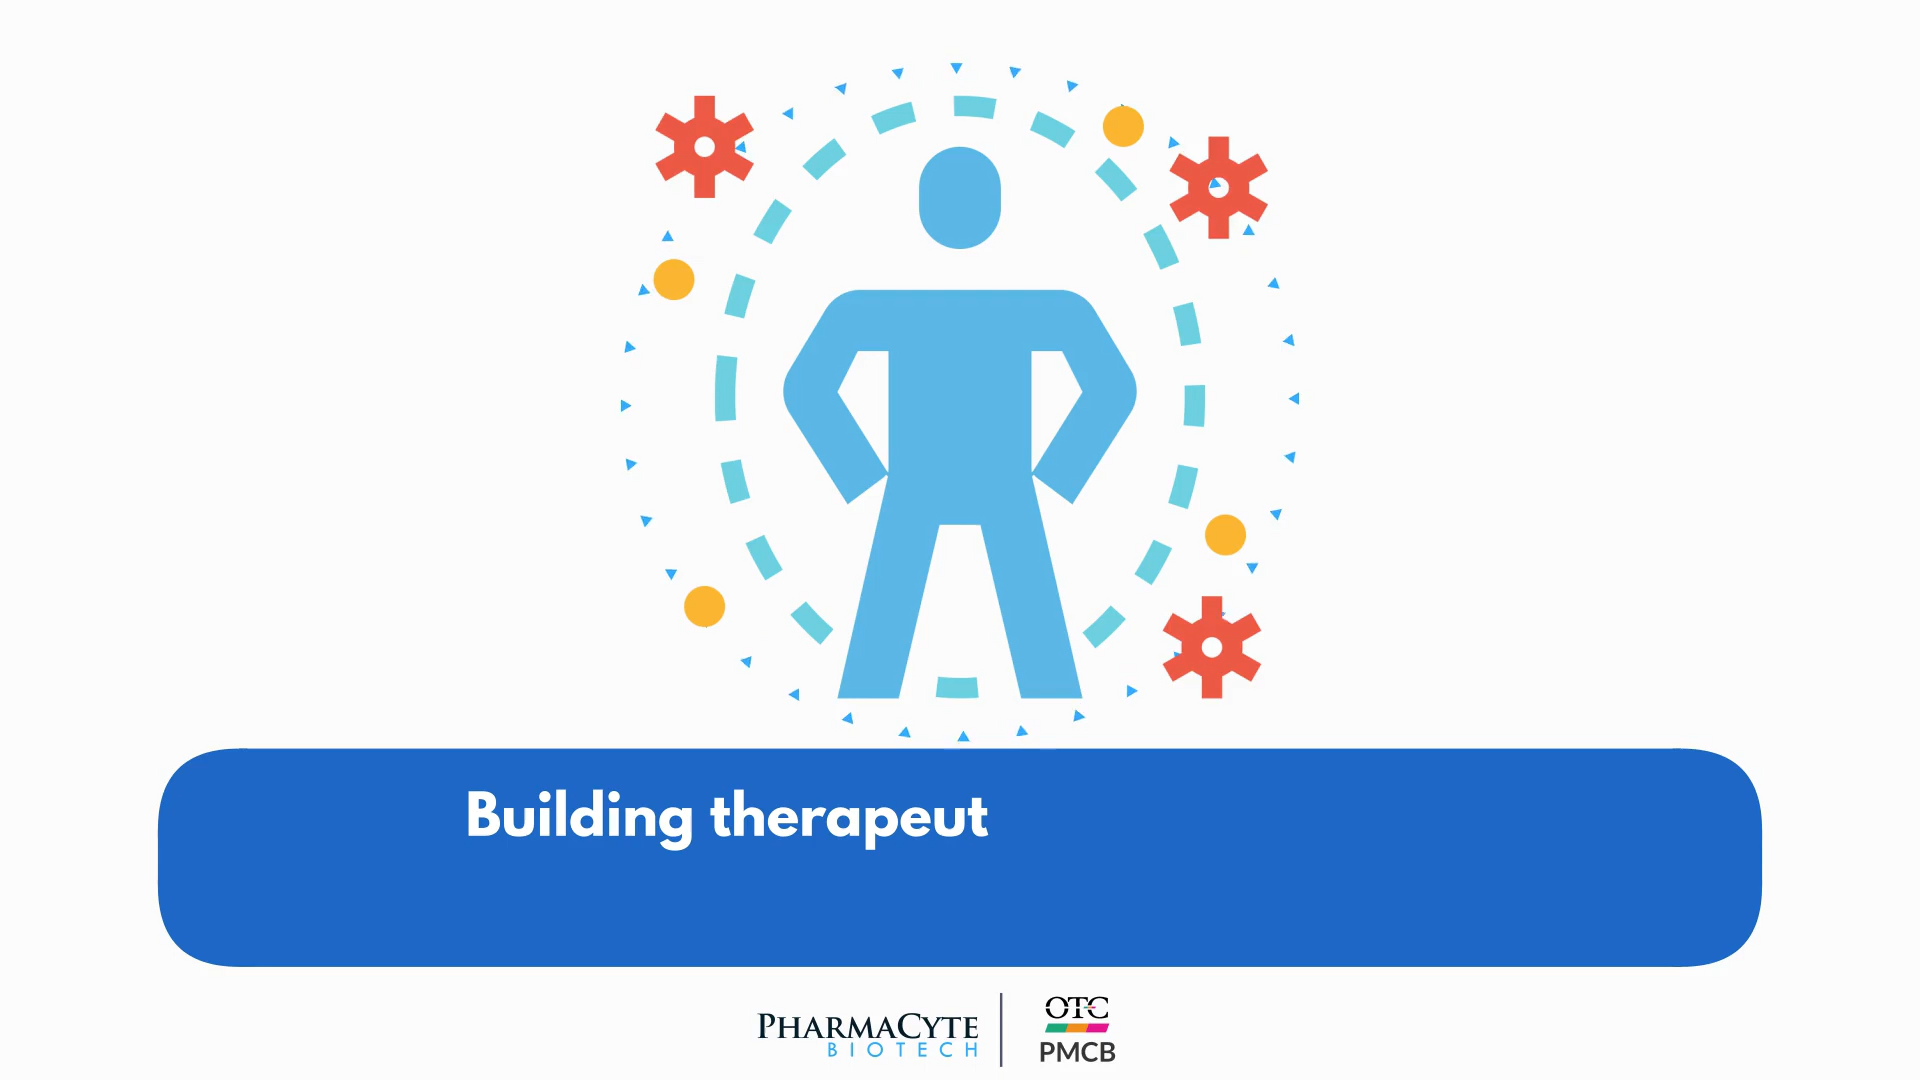 Building therapeut
PHARMACYTE
BIOTECH
OTC
PMCB